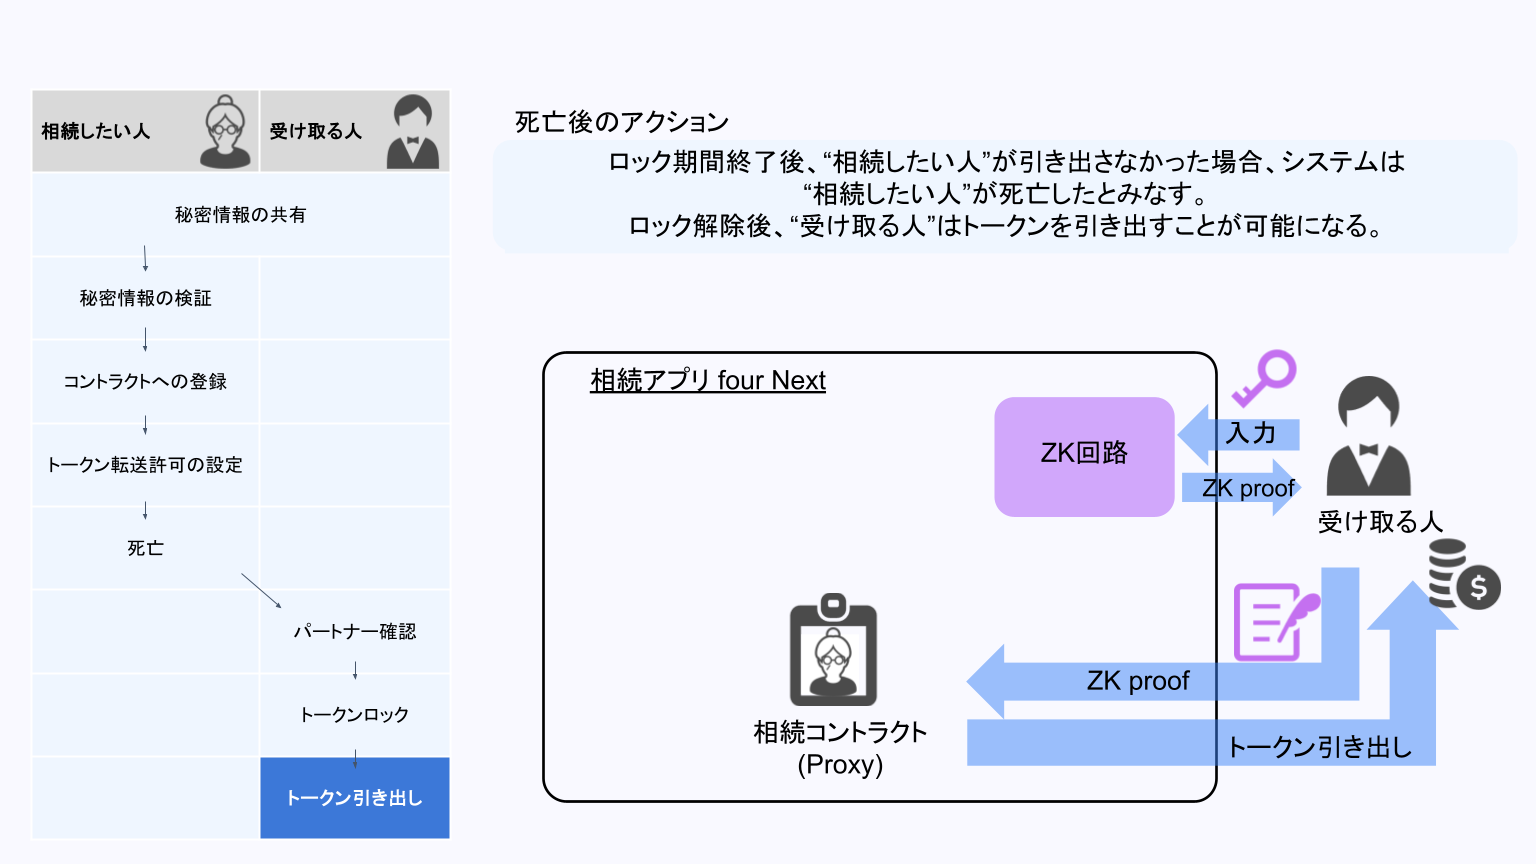 相続したい人
受け取る人
秘密情報の共有
秘密情報の検証
コントラクトへの登録
トークン転送許可の設定
死亡
パートナー確認
トークンロック
トークン引き出し
死亡後のアクション
ロック期間終了後、“相続したい人”が引き出さなかった場合、システムは
“相続したい人”が死亡したとみなす。
ロック解除後、“受け取る人”はトークンを引き出すことが可能になる。
相続アプリ four Next
ZK回路
入力
ZK proof
受け取る人
$
ZK proof
相続コントラクト
(Proxy)
トークン引き出し